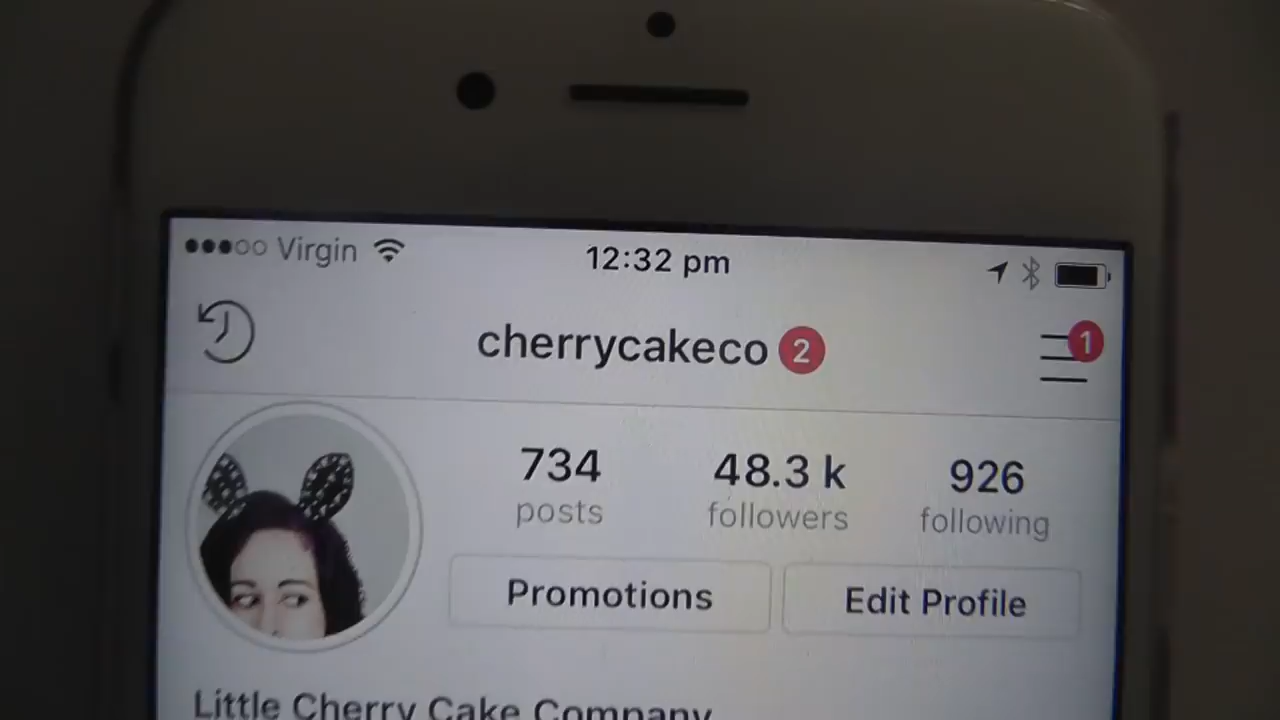 Virgin 12:32 pm
cherrycakeco 2 1
734 48.3 k 926
posts followers following
Promotions Edit Profile
Little Cherry Cake Company